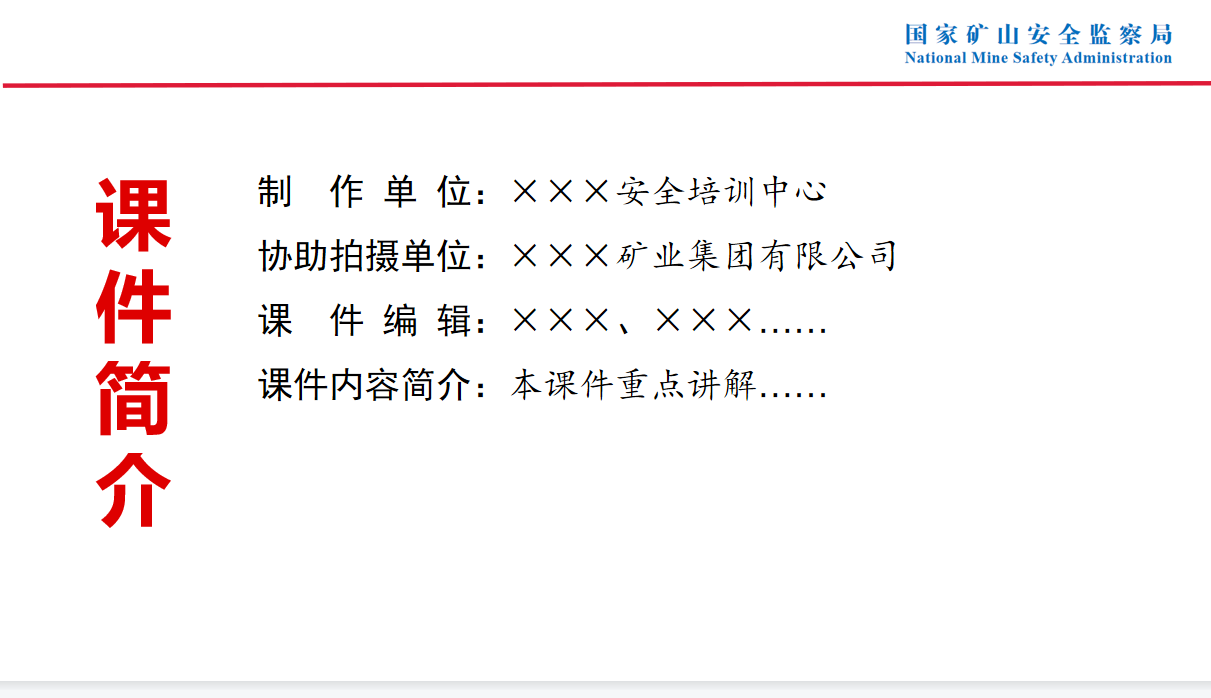 国家矿山安全监察局
National Mine Safety Administration
课件简介
制 作 单 位：×××安全培训中心
协助拍摄单位：×××矿业集团有限公司
课 件 编 辑：×××、×××……
课件内容简介：本课件重点讲解……